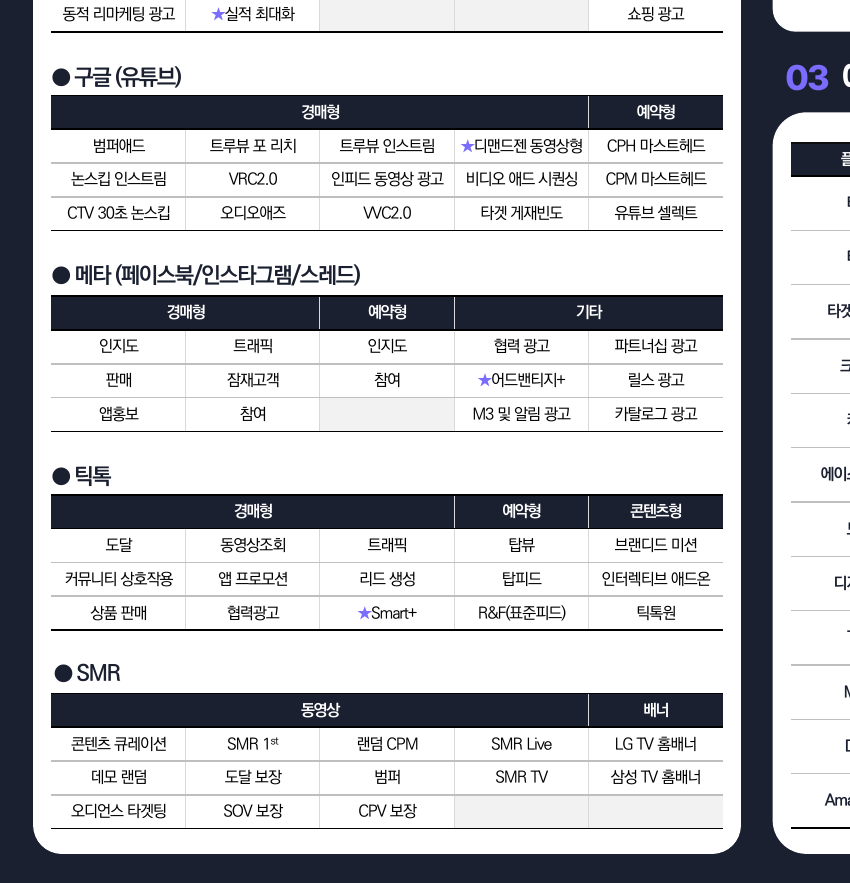 동적 리마케팅 광고 ★실적 최대화 쇼핑 광고
● 구글 (유튜브)
경매형 예약형
범퍼애드 트루뷰 포 리치 트루뷰 인스트림 ★디맨드젠 동영상형 CPH 마스트헤드
논스킵 인스트림 VRC2.0 인피드 동영상 광고 비디오 애드 시퀀싱 CPM 마스트헤드
CTV 30초 논스킵 오디오애즈 VVC2.0 타겟 게재빈도 유튜브 셀렉트
● 메타 (페이스북/인스타그램/스레드)
경매형 예약형 기타
인지도 트래픽 인지도 협력 광고 파트너십 광고
판매 잠재고객 참여 ★어드밴티지+ 릴스 광고
앱홍보 참여 M3 및 알림 광고 카탈로그 광고
● 틱톡
경매형 예약형 콘텐츠형
도달 동영상조회 트래픽 탑뷰 브랜디드 미션
커뮤니티 상호작용 앱 프로모션 리드 생성 탑피드 인터렉티브 애드온
상품 판매 협력광고 ★Smart+ R&F(표준피드) 틱톡원
● SMR
동영상 배너
콘텐츠 큐레이션 SMR 1st 랜덤 CPM SMR Live LG TV 홈배너
데모 랜덤 도달 보장 범퍼 SMR TV 삼성 TV 홈배너
오디언스 타겟팅 SOV 보장 CPV 보장
03
타겟
에이스
디지
Ama